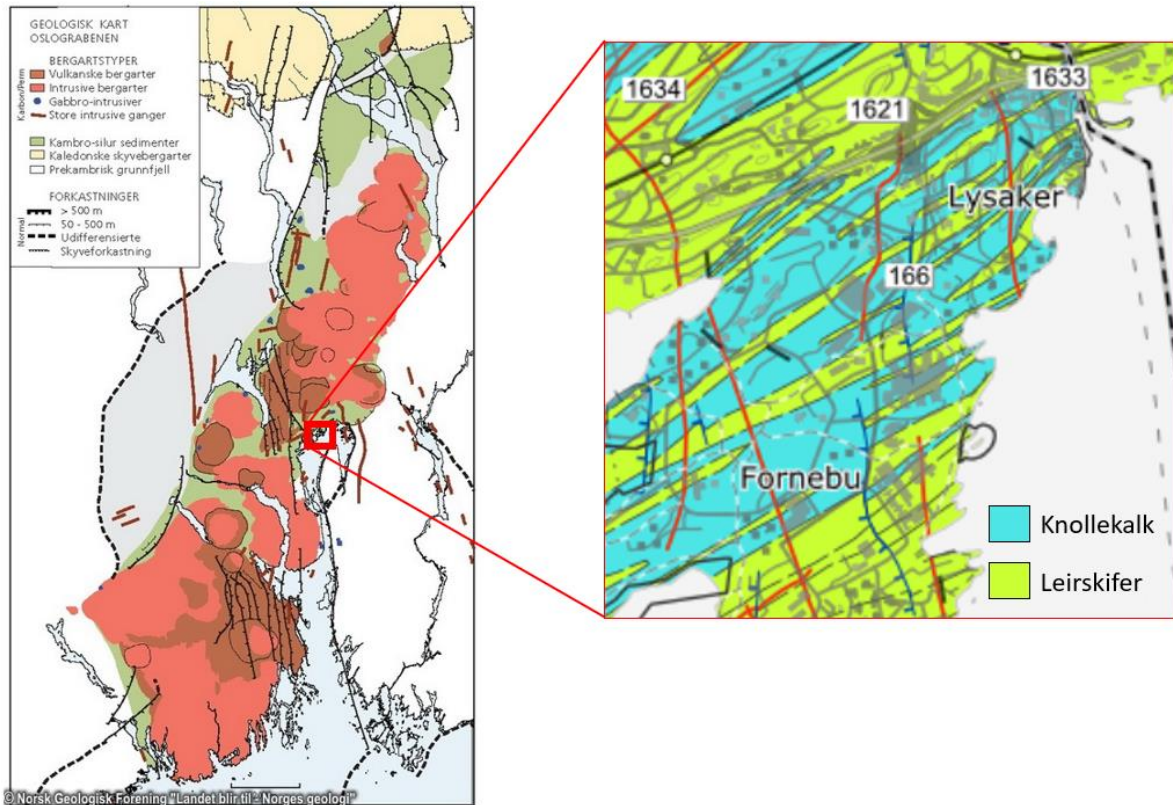 GEOLOGISK KART
OSLOGRABENEN
BERGARTSTYPER
Karbon/Perm
Vulkanske bergarter
Intrusive bergarter
Gabbro-intrusiver
Store intrusive ganger
Kambro-silur sedimenter
Kaledonske skyvebergarter
Prekambrisk grunnfjell
FORKASTNINGER
Normal
> 500 m
50 - 500 m
Udifferensierte
Skyveforkastning
© Norsk Geologisk Forening "Landet blir til - Norges geologi"
1634
1621
1633
Lysaker
166
Fornebu
Knollekalk
Leirskifer